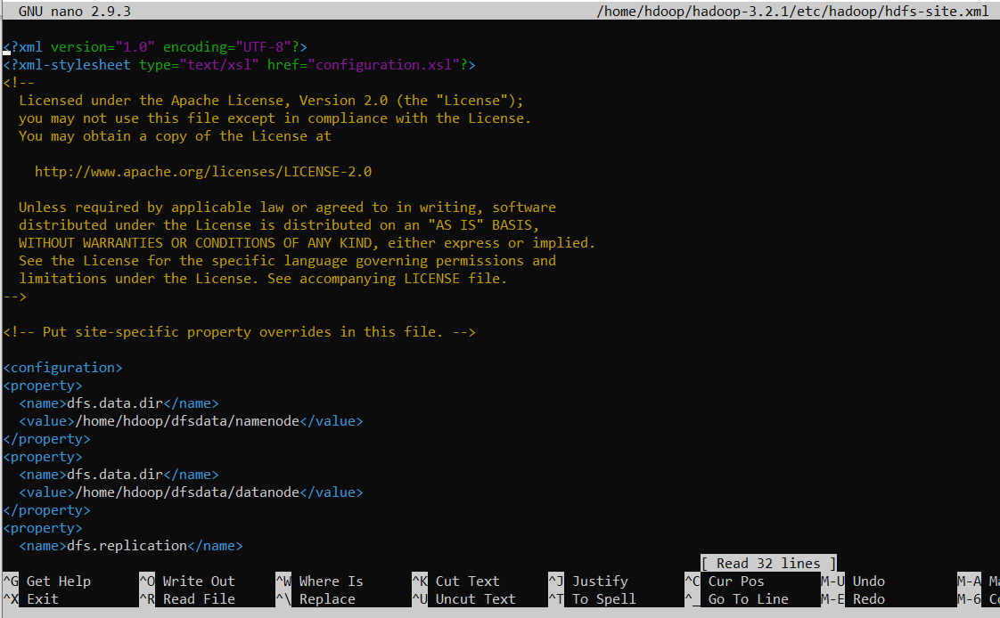 GNU nano 2.9.3 /home/hdoop/hadoop-3.2.1/etc/hadoop/hdfs-site.xml
<?xml version="1.0" encoding="UTF-8"?>
<?xml-stylesheet type="text/xsl" href="configuration.xsl"?>
<!--
  Licensed under the Apache License, Version 2.0 (the "License");
  you may not use this file except in compliance with the License.
  You may obtain a copy of the License at
    http://www.apache.org/licenses/LICENSE-2.0
  Unless required by applicable law or agreed to in writing, software
  distributed under the License is distributed on an "AS IS" BASIS,
  WITHOUT WARRANTIES OR CONDITIONS OF ANY KIND, either express or implied.
  See the License for the specific language governing permissions and
  limitations under the License. See accompanying LICENSE file.
-->
<!-- Put site-specific property overrides in this file. -->
<configuration>
<property>
  <name>dfs.data.dir</name>
  <value>/home/hdoop/dfsdata/namenode</value>
</property>
<property>
  <name>dfs.data.dir</name>
  <value>/home/hdoop/dfsdata/datanode</value>
</property>
<property>
  <name>dfs.replication</name>
[ Read 32 lines ]
^G Get Help ^O Write Out ^W Where Is ^K Cut Text ^J Justify ^C Cur Pos M-U Undo M-A
^X Exit ^R Read File ^\ Replace ^U Uncut Text ^T To Spell ^_ Go To Line M-E Redo M-6